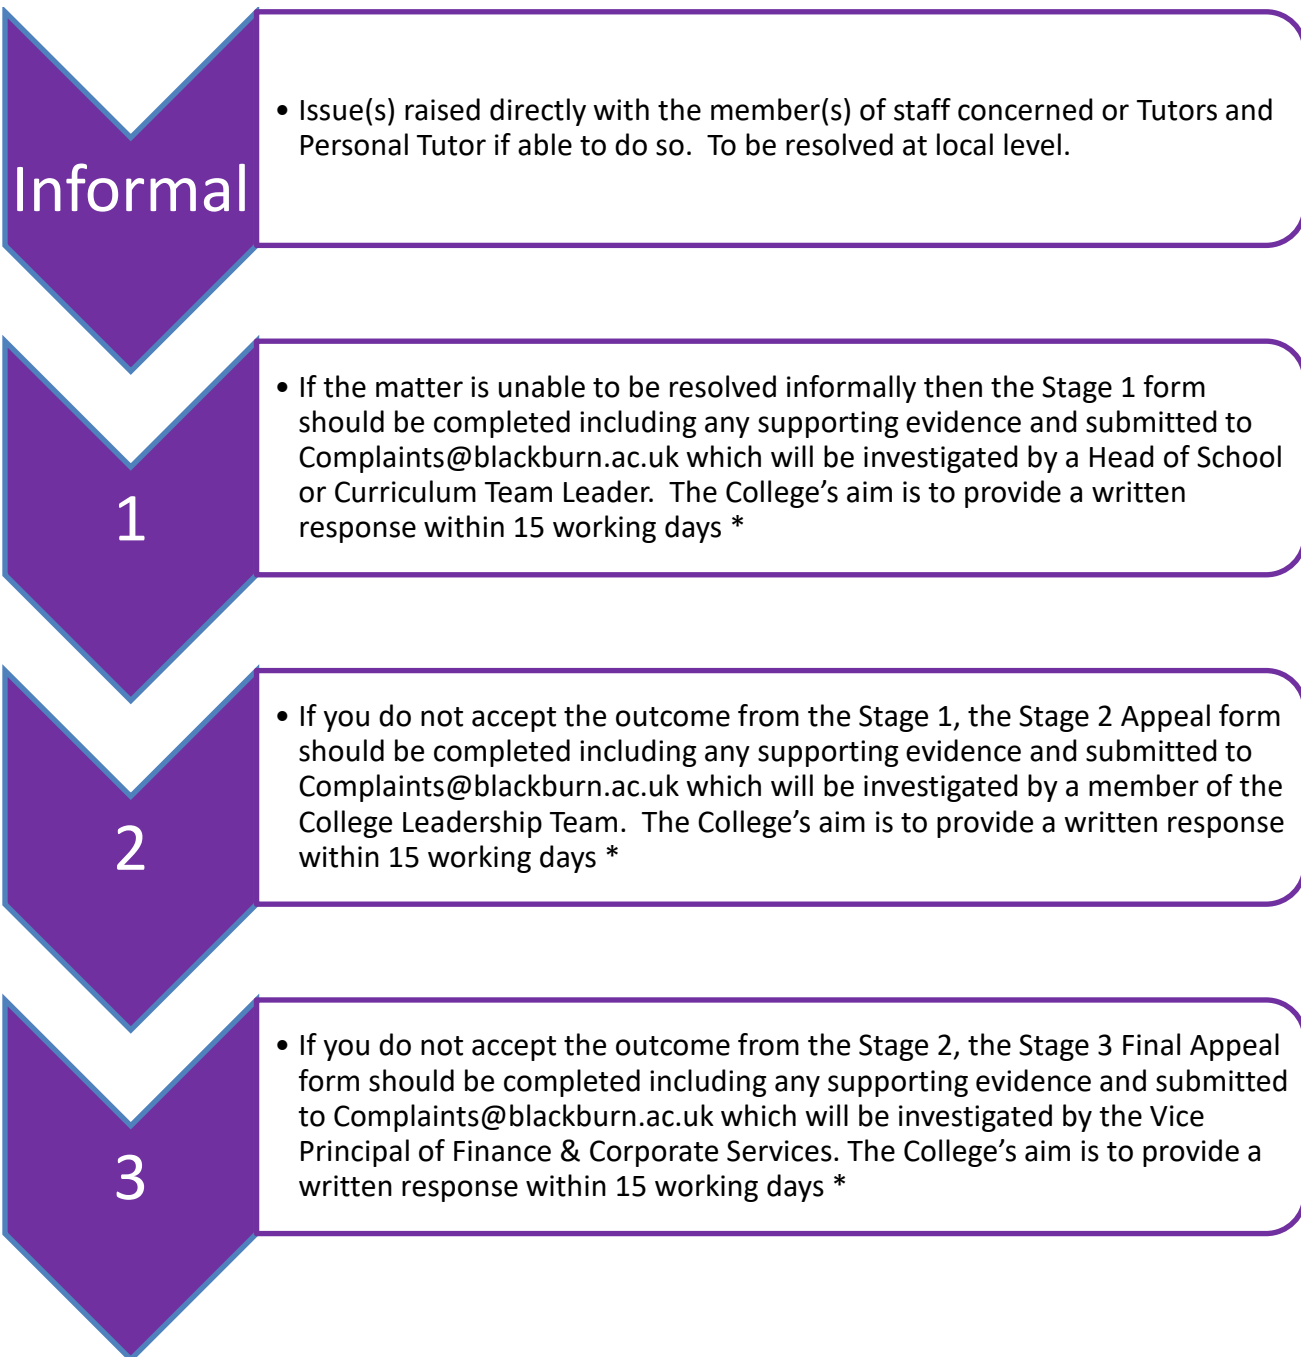 Informal
• Issue(s) raised directly with the member(s) of staff concerned or Tutors and
Personal Tutor if able to do so.  To be resolved at local level.
1
• If the matter is unable to be resolved informally then the Stage 1 form
should be completed including any supporting evidence and submitted to
Complaints@blackburn.ac.uk which will be investigated by a Head of School
or Curriculum Team Leader.  The College’s aim is to provide a written
response within 15 working days *
2
• If you do not accept the outcome from the Stage 1, the Stage 2 Appeal form
should be completed including any supporting evidence and submitted to
Complaints@blackburn.ac.uk which will be investigated by a member of the
College Leadership Team.  The College’s aim is to provide a written response
within 15 working days *
3
• If you do not accept the outcome from the Stage 2, the Stage 3 Final Appeal
form should be completed including any supporting evidence and submitted
to Complaints@blackburn.ac.uk which will be investigated by the Vice
Principal of Finance & Corporate Services. The College’s aim is to provide a
written response within 15 working days *